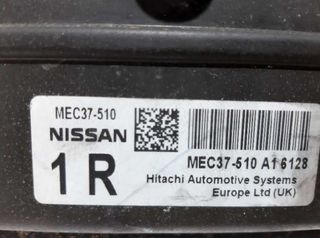 MEC37-510
NISSAN
1 R
MEC37-510 A1 6128
Hitachi Automotive Systems
Europe Ltd (UK)